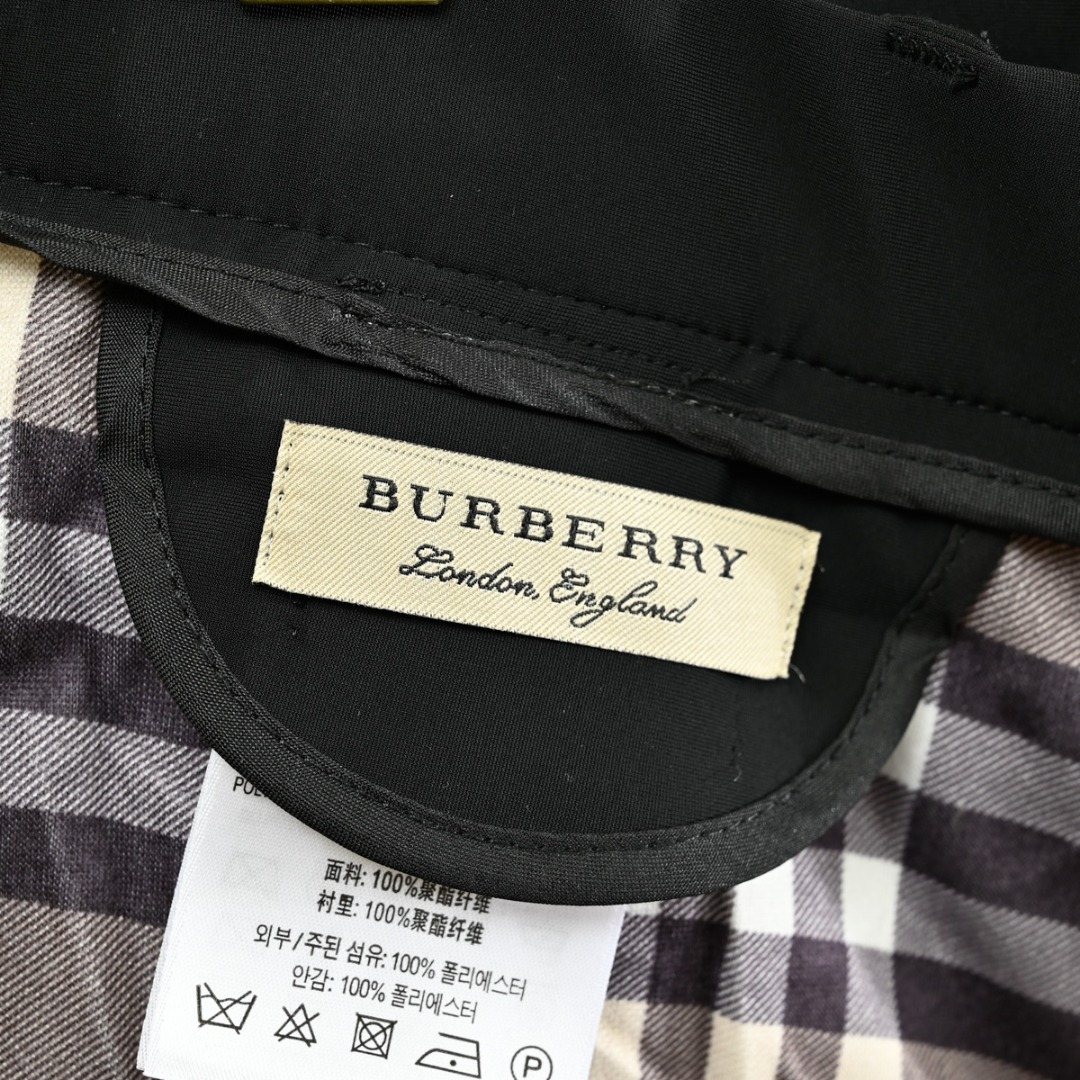 BURBERRY
London, England
面料: 100%聚酯纤维
衬里: 100%聚酯纤维
외부 / 주된 섬유: 100% 폴리에스터
안감: 100% 폴리에스터
P